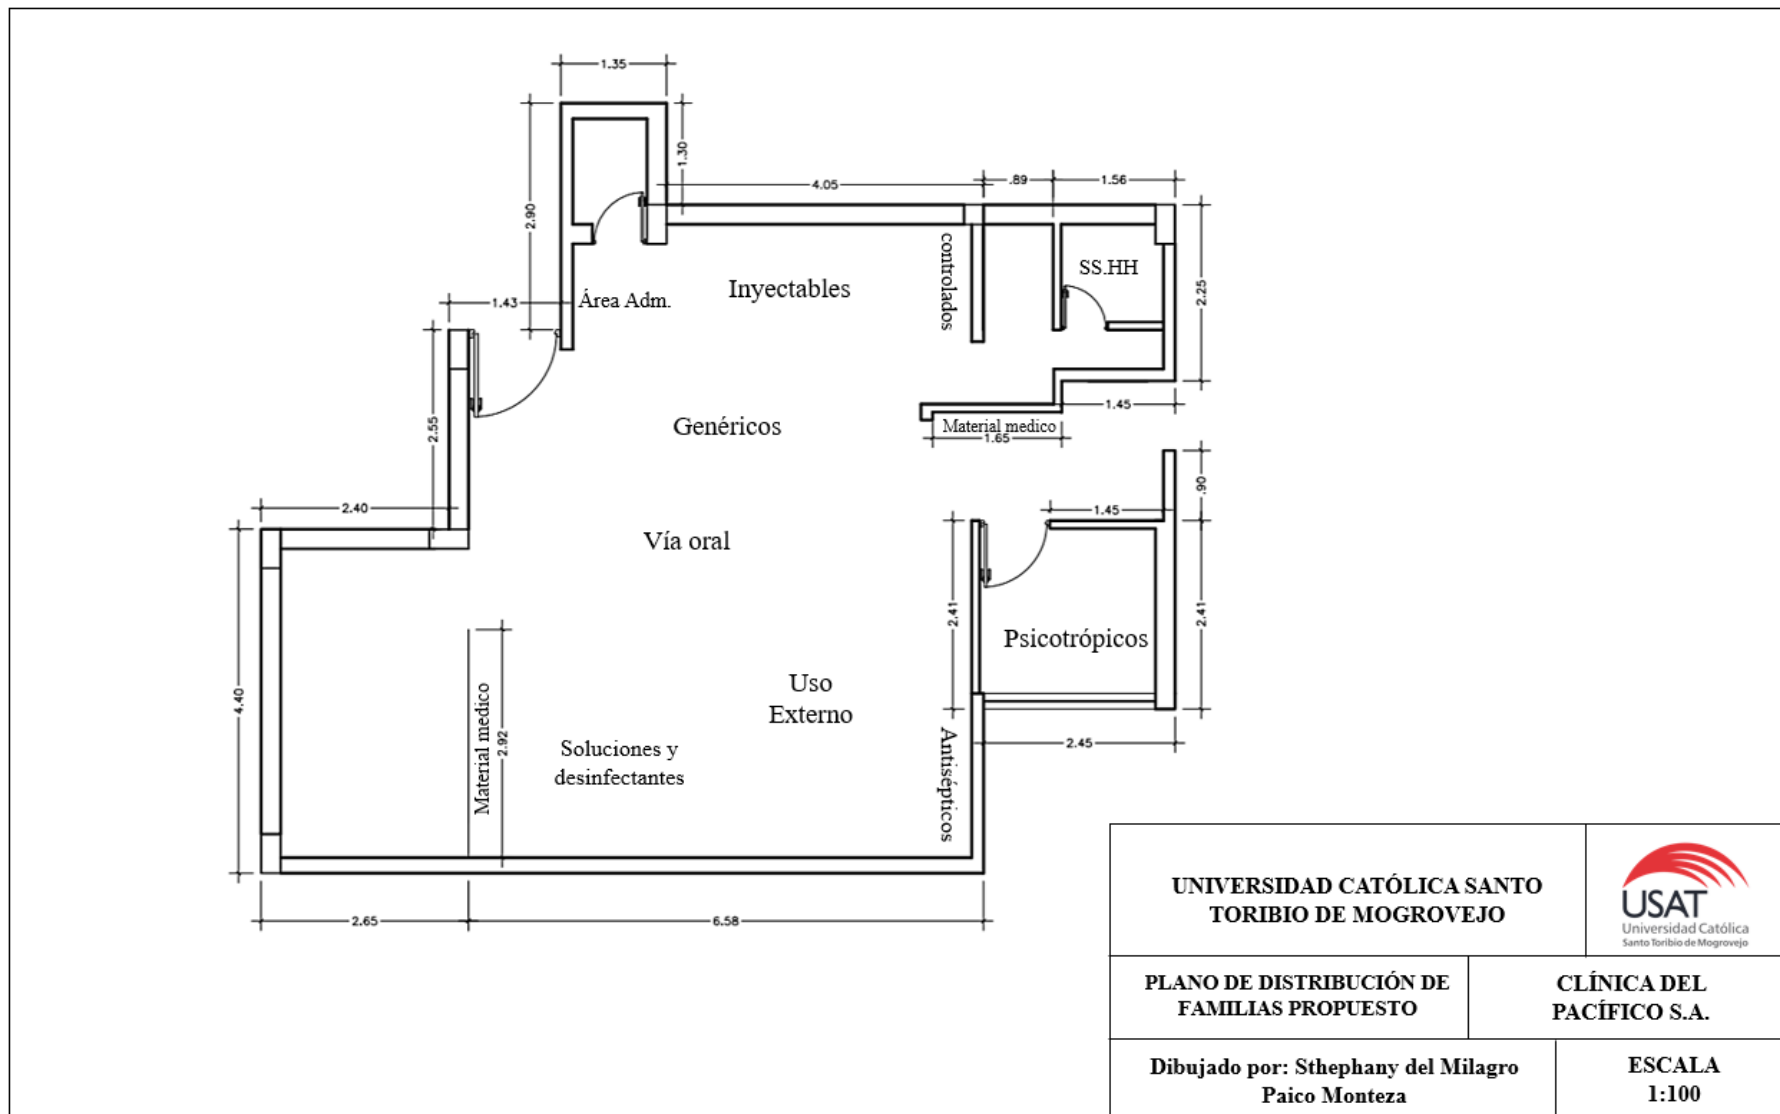 1.35
1.30
2.90
4.05
.89
1.56
controlados
SS.HH
Inyectables
Área Adm.
1.43
2.25
2.55
1.45
Genéricos
Material medico
1.65
.90
2.40
1.45
Vía oral
2.41
2.41
Psicotrópicos
4.40
Material medico
2.92
Uso
Externo
Soluciones y
desinfectantes
Antisépticos
2.45
2.65
6.58
UNIVERSIDAD CATÓLICA SANTO
TORIBIO DE MOGROVEJO
USAT
Universidad Católica
Santo Toribio de Mogrovejo
PLANO DE DISTRIBUCIÓN DE
FAMILIAS PROPUESTO
CLÍNICA DEL
PACÍFICO S.A.
Dibujado por: Sthephany del Milagro
Paico Monteza
ESCALA
1:100